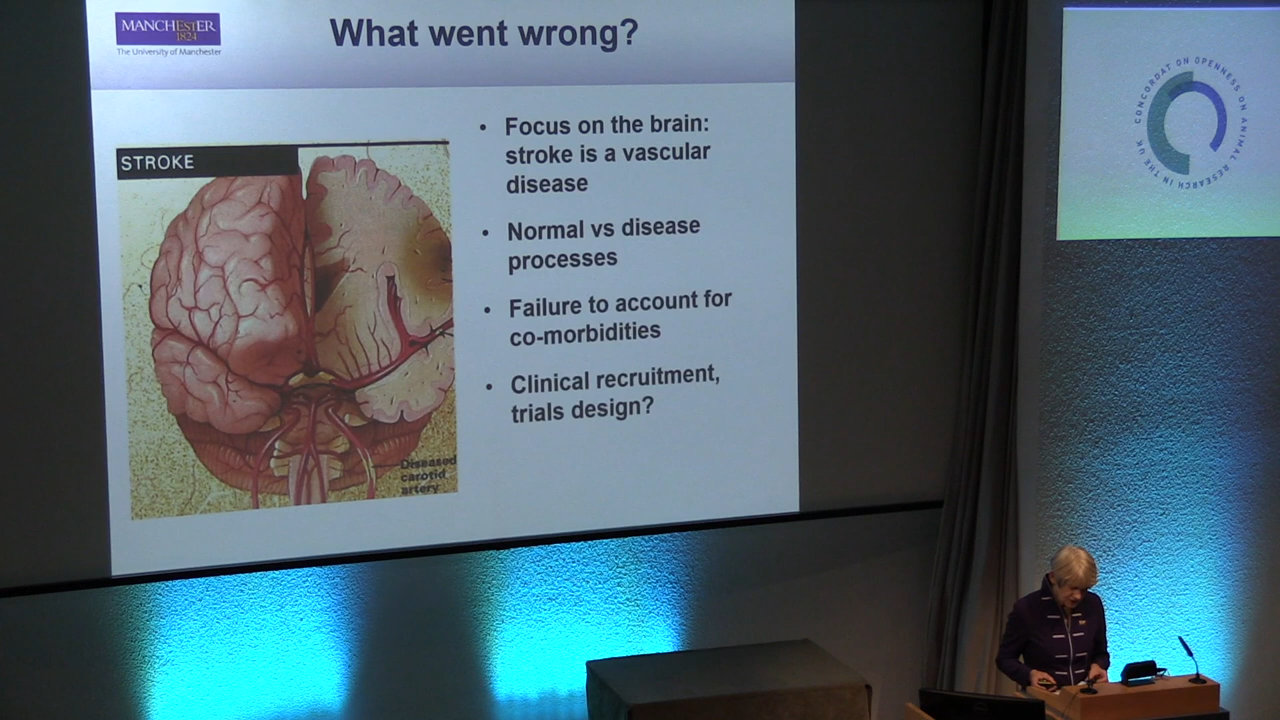 MANCHESTER
1824
The University of Manchester
What went wrong?
STROKE
Diseased
carotid
artery
• Focus on the brain:
stroke is a vascular
disease
• Normal vs disease
processes
• Failure to account for
co-morbidities
• Clinical recruitment,
trials design?
CONCORDAT ON OPENNESS ON ANIMAL RESEARCH IN THE UK